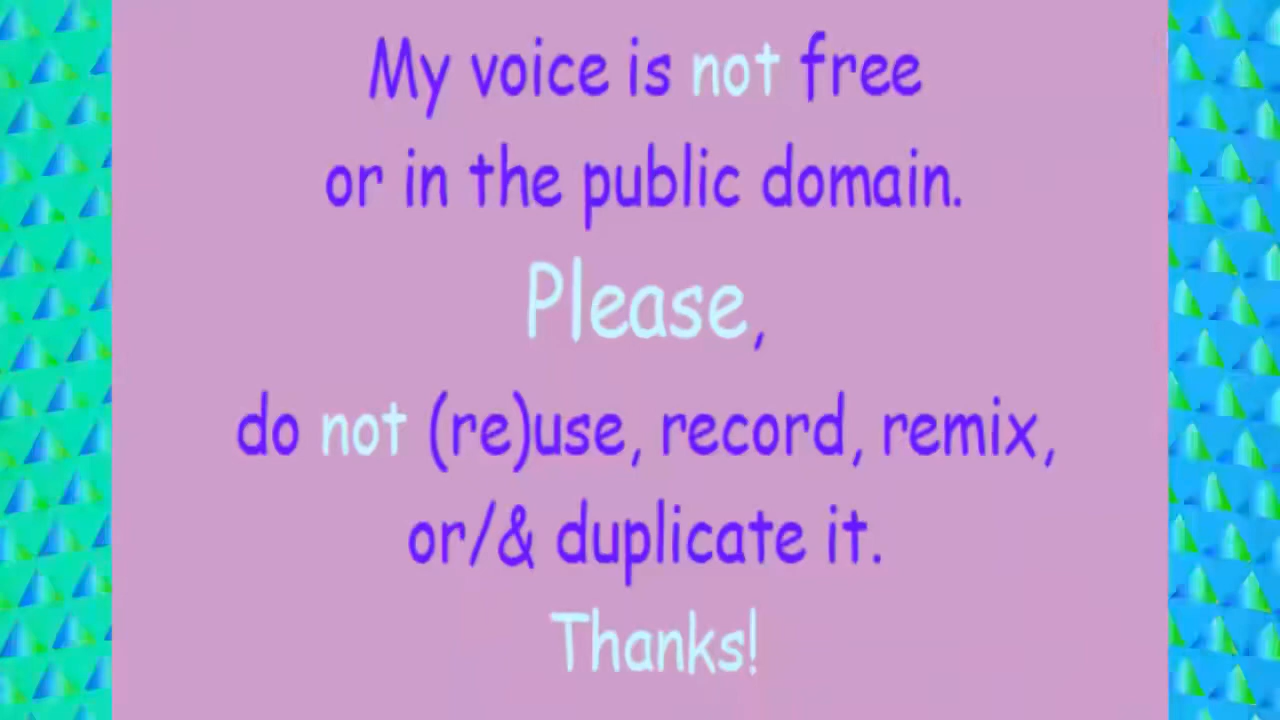 My voice is not free
or in the public domain.
Please,
do not (re)use, record, remix,
or/& duplicate it.
Thanks!